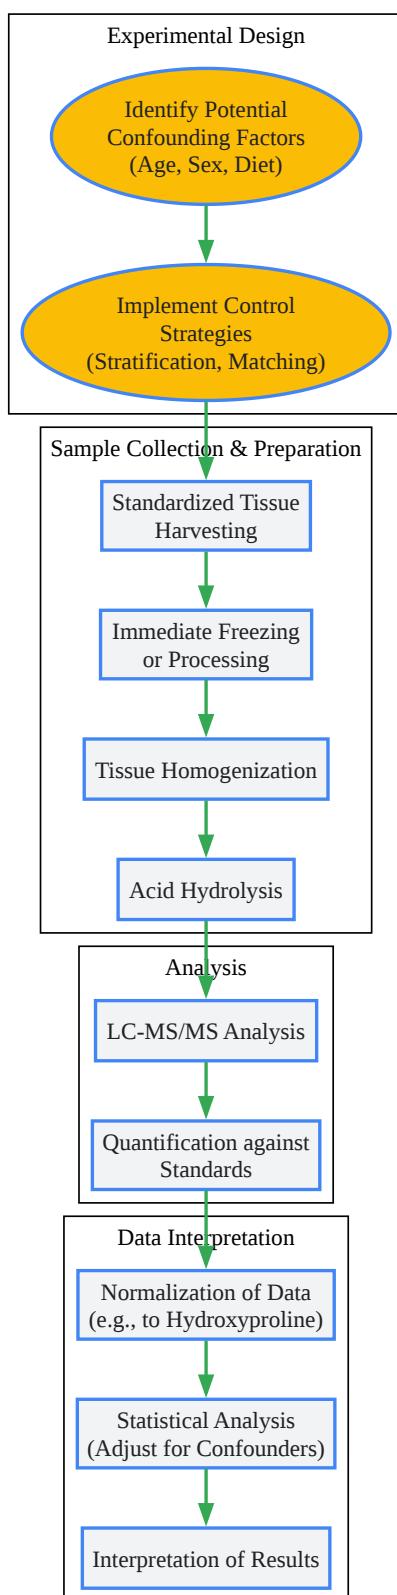 Experimental Design
Identify Potential
Confounding Factors
(Age, Sex, Diet)
Implement Control
Strategies
(Stratification, Matching)
Sample Collection & Preparation
Standardized Tissue
Harvesting
Immediate Freezing
or Processing
Tissue Homogenization
Acid Hydrolysis
Analysis
LC-MS/MS Analysis
Quantification against
Standards
Data Interpretation
Normalization of Data
(e.g., to Hydroxyproline)
Statistical Analysis
(Adjust for Confounders)
Interpretation of Results